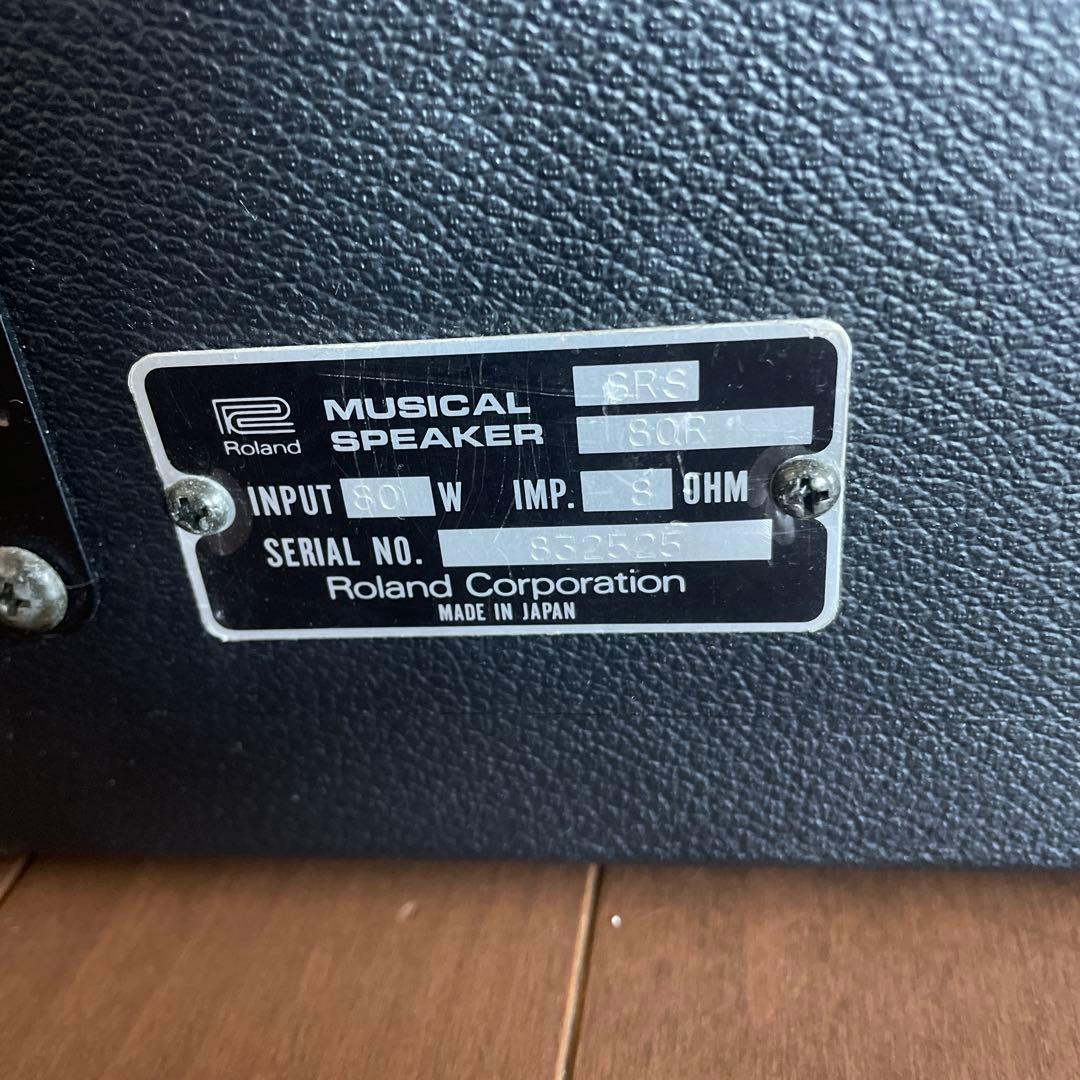 Roland MUSICAL SRS
SPEAKER 80R
INPUT 80 W IMP. 8 OHM
SERIAL NO. 832525
Roland Corporation
MADE IN JAPAN